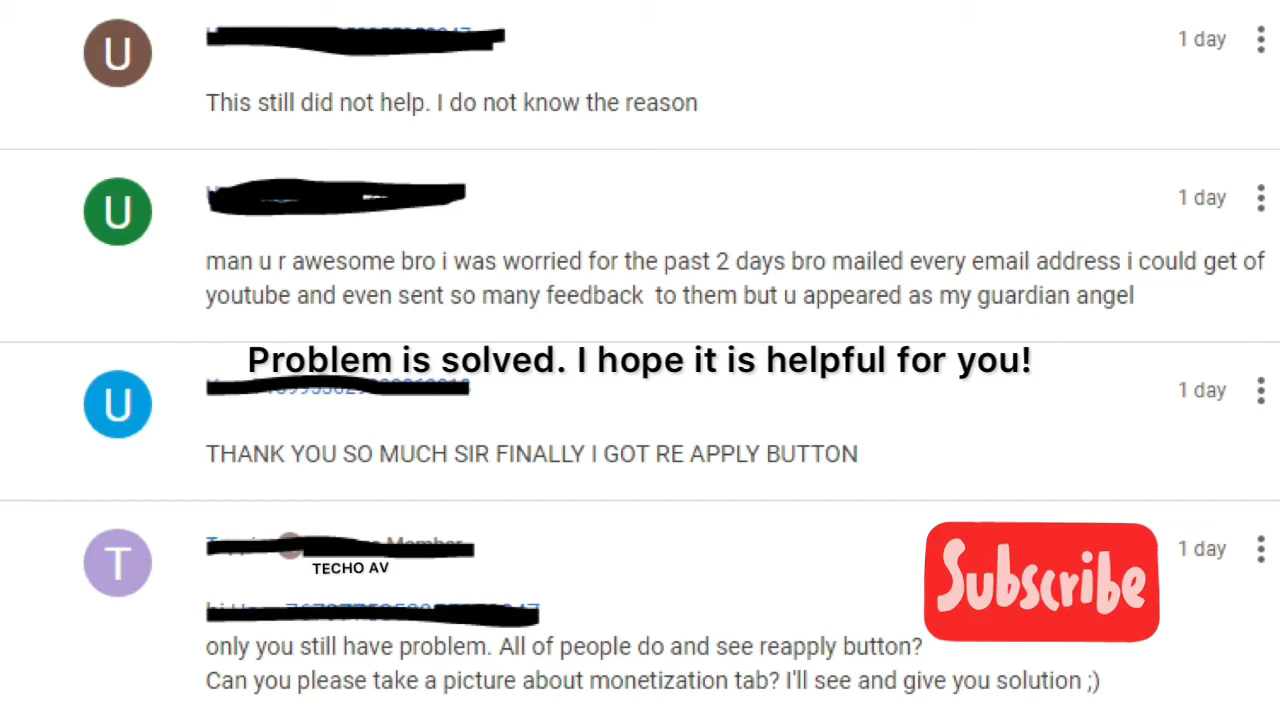 U
1 day
This still did not help. I do not know the reason
U
1 day
man u r awesome bro i was worried for the past 2 days bro mailed every email address i could get of
youtube and even sent so many feedback to them but u appeared as my guardian angel
Problem is solved. I hope it is helpful for you!
U
1 day
THANK YOU SO MUCH SIR FINALLY I GOT RE APPLY BUTTON
T
1 day
TECHO AV
Subscribe
only you still have problem. All of people do and see reapply button?
Can you please take a picture about monetization tab? I'll see and give you solution ;)